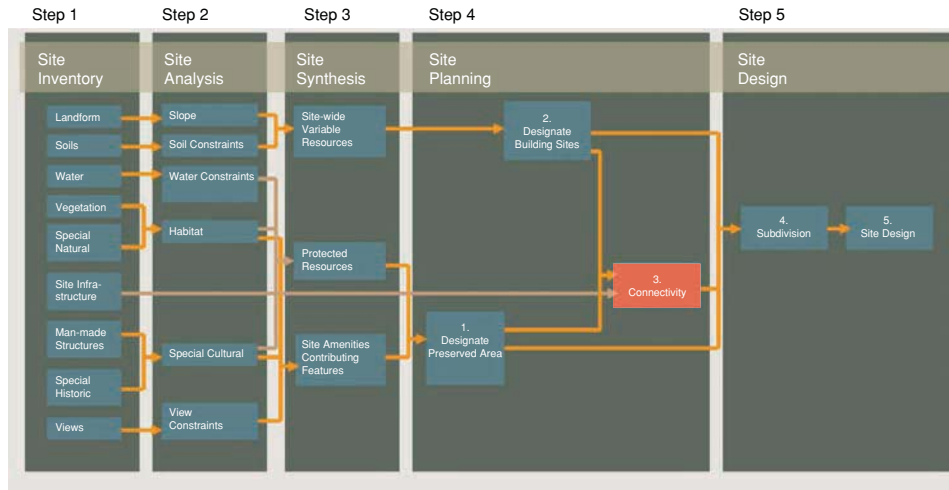 Step 1
Step 2
Step 3
Step 4
Step 5
Site
Inventory
Site
Analysis
Site
Synthesis
Site
Planning
Site
Design
Landform
Soils
Water
Vegetation
Special
Natural
Site Infra-
structure
Man-made
Structures
Special
Historic
Views
Slope
Soil Constraints
Water Constraints
Habitat
Special Cultural
View
Constraints
Site-wide
Variable
Resources
Protected
Resources
Site Amenities
Contributing
Features
2.
Designate
Building Sites
1.
Designate
Preserved Area
3.
Connectivity
4.
Subdivision
5.
Site Design